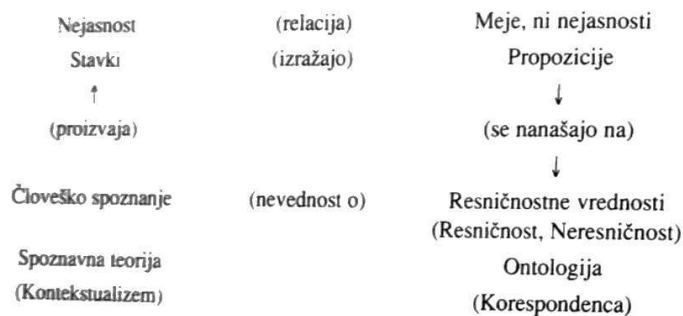 Nejasnost (relacija) Meje, ni nejasnosti
Stavki (izražajo) Propozicije
↑ ↓
(proizvaja) (se nanašajo na)
↓
Človeško spoznanje (nevednost o) Resničnostne vrednosti
(Resničnost, Neresničnost)
Spoznavna teorija Ontologija
(Kontekstualizem) (Korespondenca)